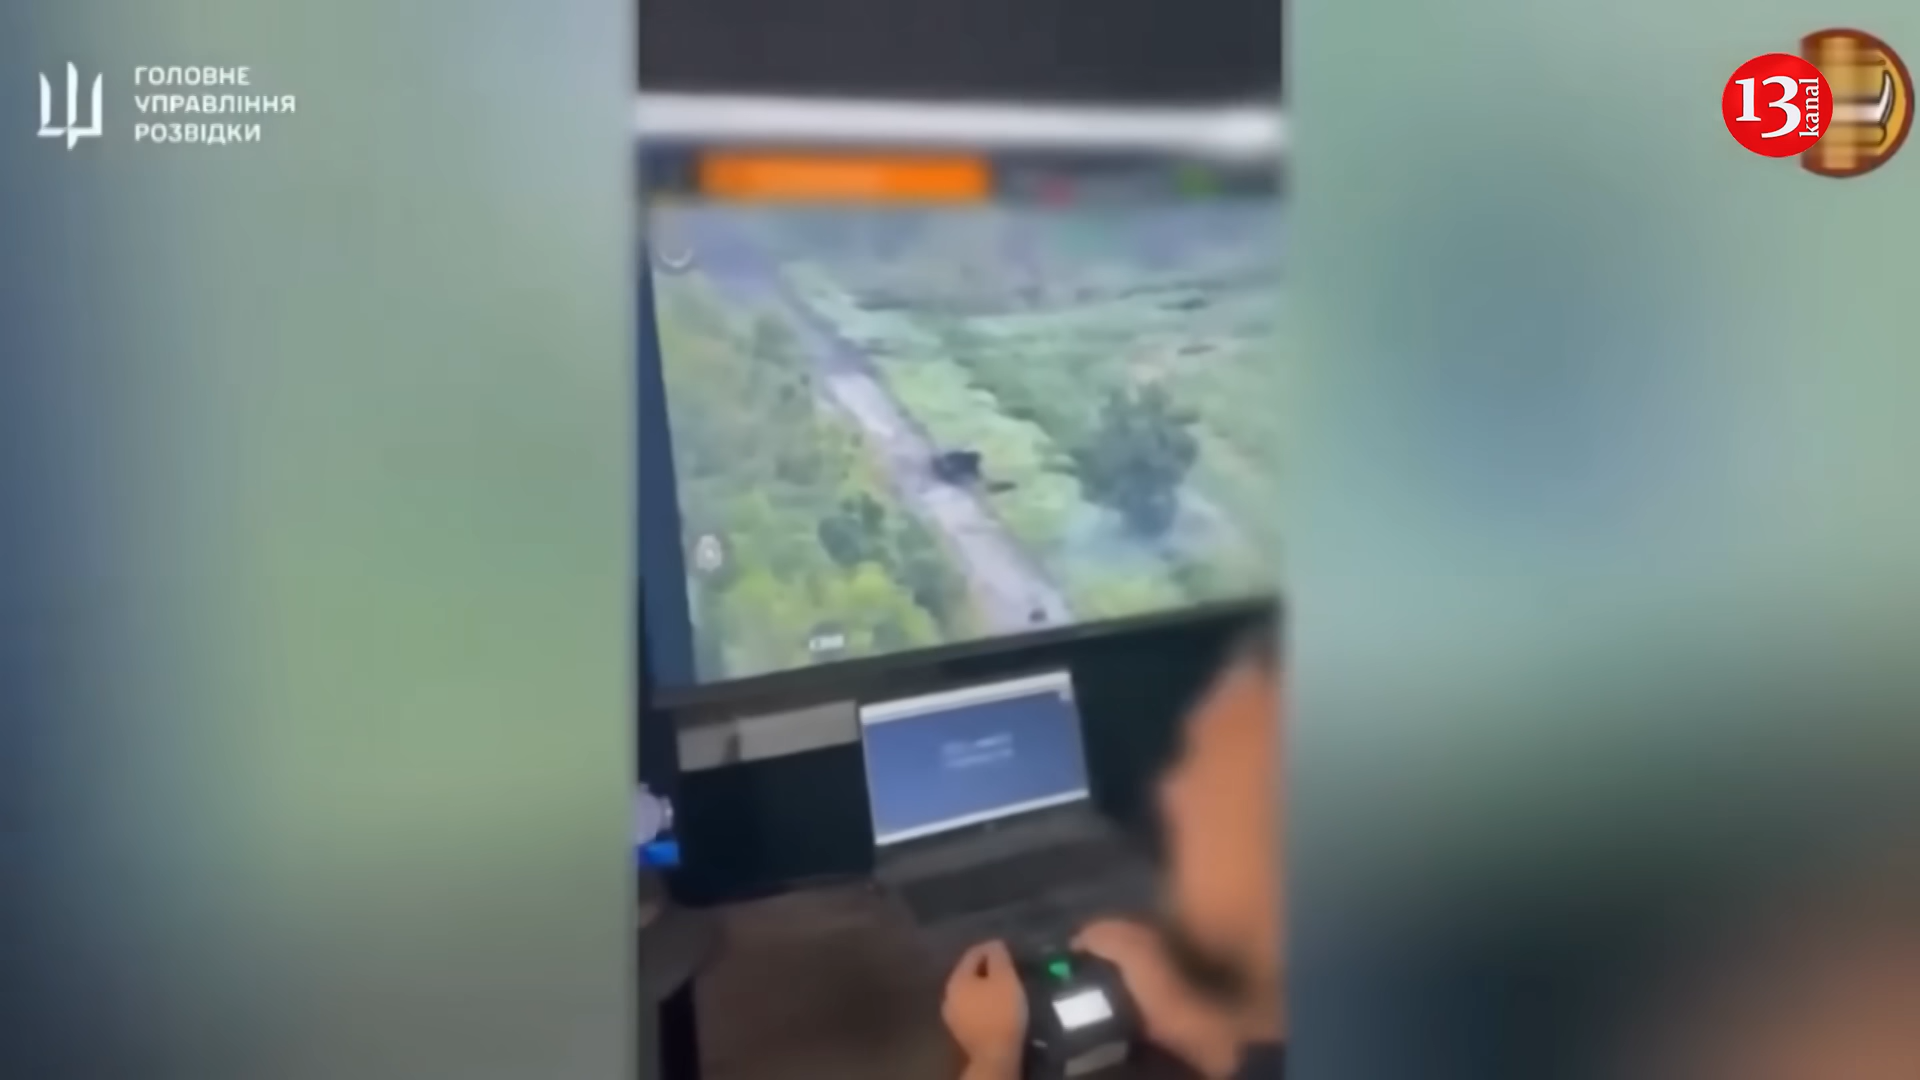 ГОЛОВНЕ
УПРАВЛІННЯ
РОЗВІДКИ
13
kanal